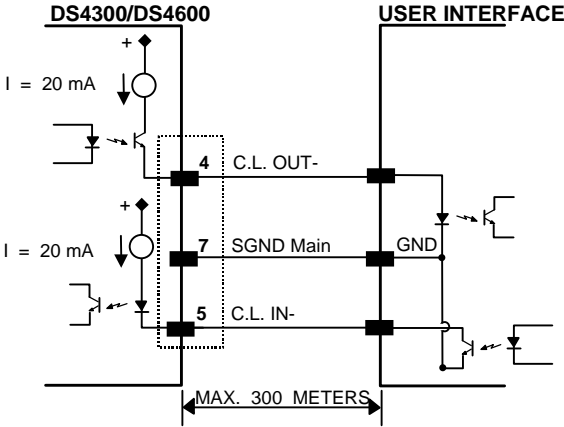 DS4300/DS4600
USER INTERFACE
+
I = 20 mA
4 C.L. OUT-
+
I = 20 mA
7 SGND Main
GND
5 C.L. IN-
MAX. 300 METERS